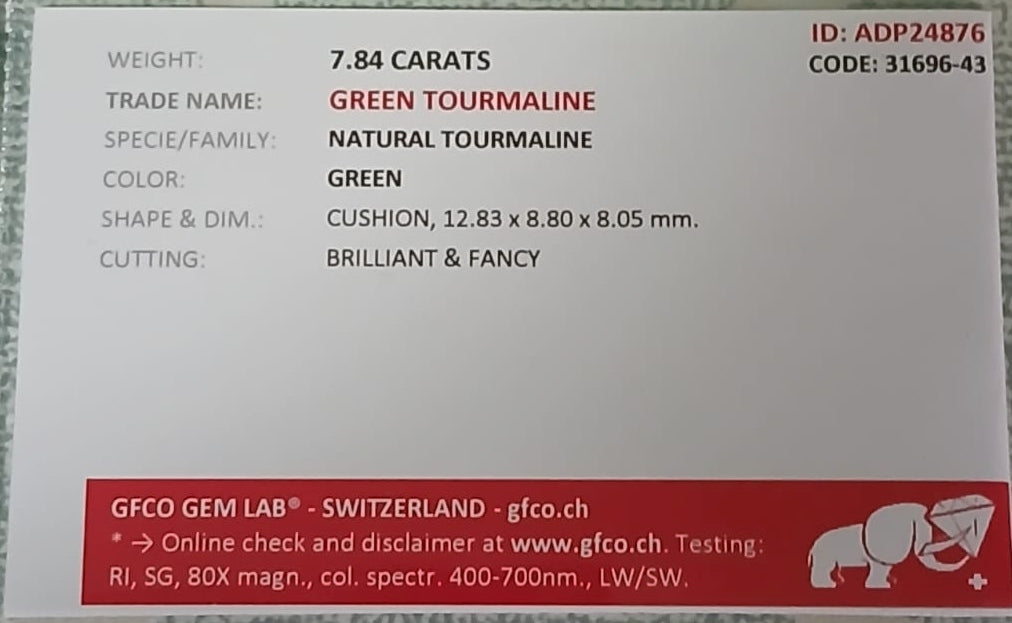 ID: ADP24876
CODE: 31696-43
WEIGHT: 7.84 CARATS
TRADE NAME: GREEN TOURMALINE
SPECIE/FAMILY: NATURAL TOURMALINE
COLOR: GREEN
SHAPE & DIM.: CUSHION, 12.83 x 8.80 x 8.05 mm.
CUTTING: BRILLIANT & FANCY
GFCO GEM LAB® - SWITZERLAND - gfco.ch
* → Online check and disclaimer at www.gfco.ch. Testing:
RI, SG, 80X magn., col. spectr. 400-700nm., LW/SW.